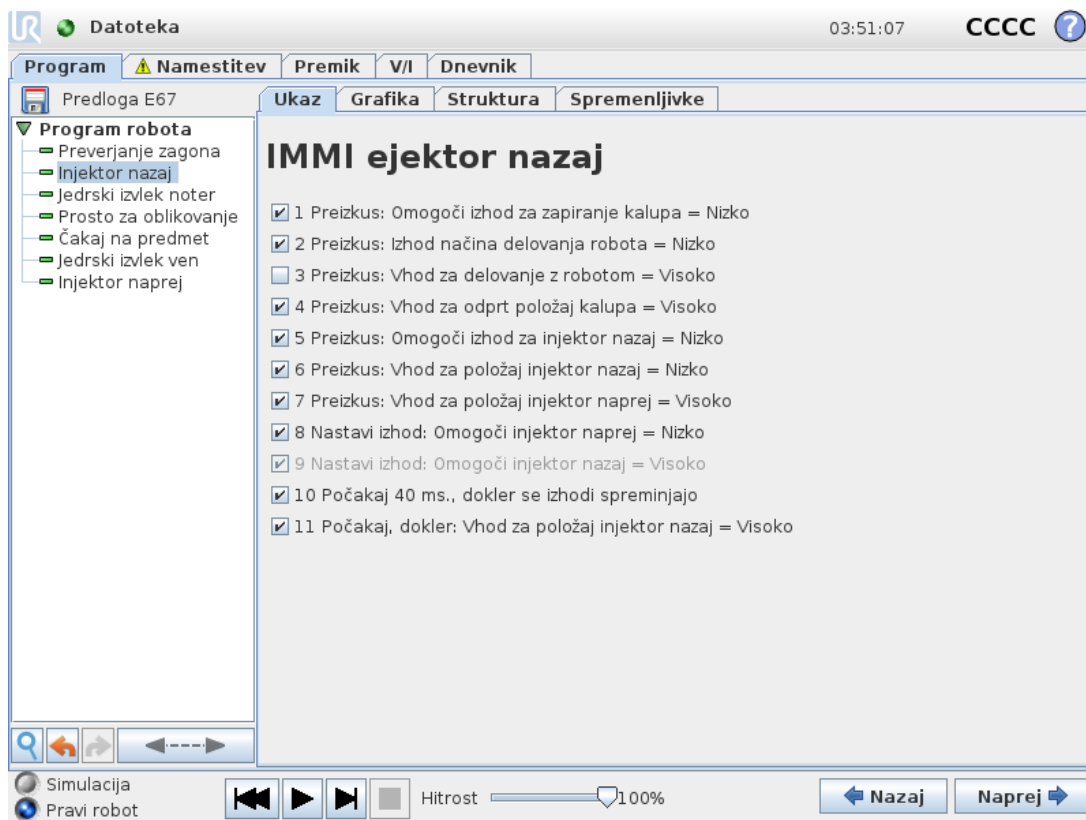 UR Datoteka 03:51:07 CCCC ?
Program Namestitev Premik V/I Dnevnik
Predloga E67
Ukaz Grafika Struktura Spremenljivke
Program robota
Preverjanje zagona
Injektor nazaj
Jedrski izvlek noter
Prosto za oblikovanje
Čakaj na predmet
Jedrski izvlek ven
Injektor naprej
IMMI ejektor nazaj
1 Preizkus: Omogoči izhod za zapiranje kalupa = Nizko
2 Preizkus: Izhod načina delovanja robota = Nizko
3 Preizkus: Vhod za delovanje z robotom = Visoko
4 Preizkus: Vhod za odprt položaj kalupa = Visoko
5 Preizkus: Omogoči izhod za injektor nazaj = Nizko
6 Preizkus: Vhod za položaj injektor nazaj = Nizko
7 Preizkus: Vhod za položaj injektor naprej = Visoko
8 Nastavi izhod: Omogoči injektor naprej = Nizko
9 Nastavi izhod: Omogoči injektor nazaj = Visoko
10 Počakaj 40 ms., dokler se izhodi spreminjajo
11 Počakaj, dokler: Vhod za položaj injektor nazaj = Visoko
Simulacija
Pravi robot
Hitrost 100%
Nazaj Naprej